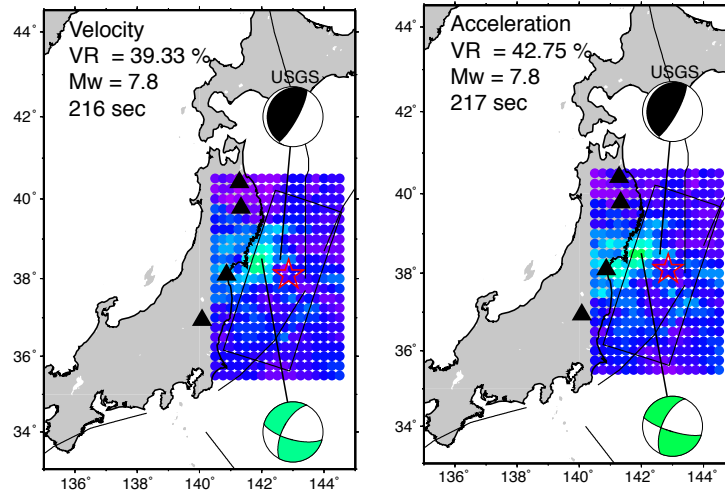 Velocity
VR = 39.33 %
Mw = 7.8
216 sec
USGS
44°
42°
40°
38°
36°
34°
136° 138° 140° 142° 144°
Acceleration
VR = 42.75 %
Mw = 7.8
217 sec
USGS
44°
42°
40°
38°
36°
34°
136° 138° 140° 142° 144°